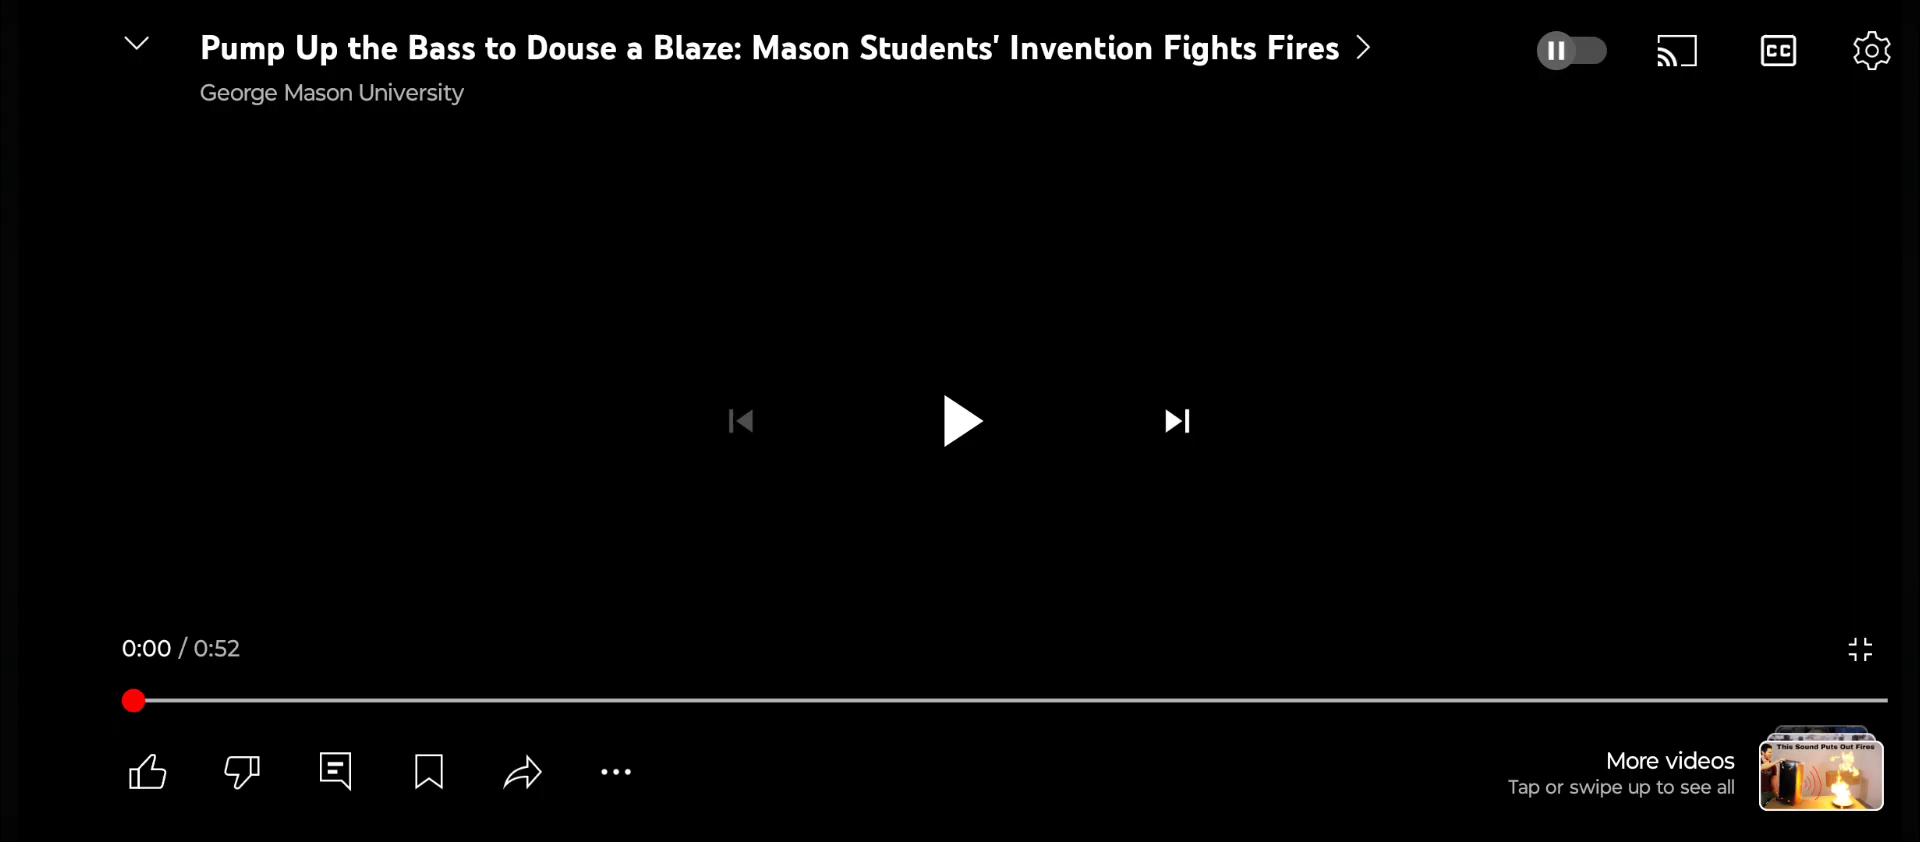 Pump Up the Bass to Douse a Blaze: Mason Students' Invention Fights Fires
George Mason University
CC
0:00 / 0:52
More videos
Tap or swipe up to see all
This Sound Puts Out Fires